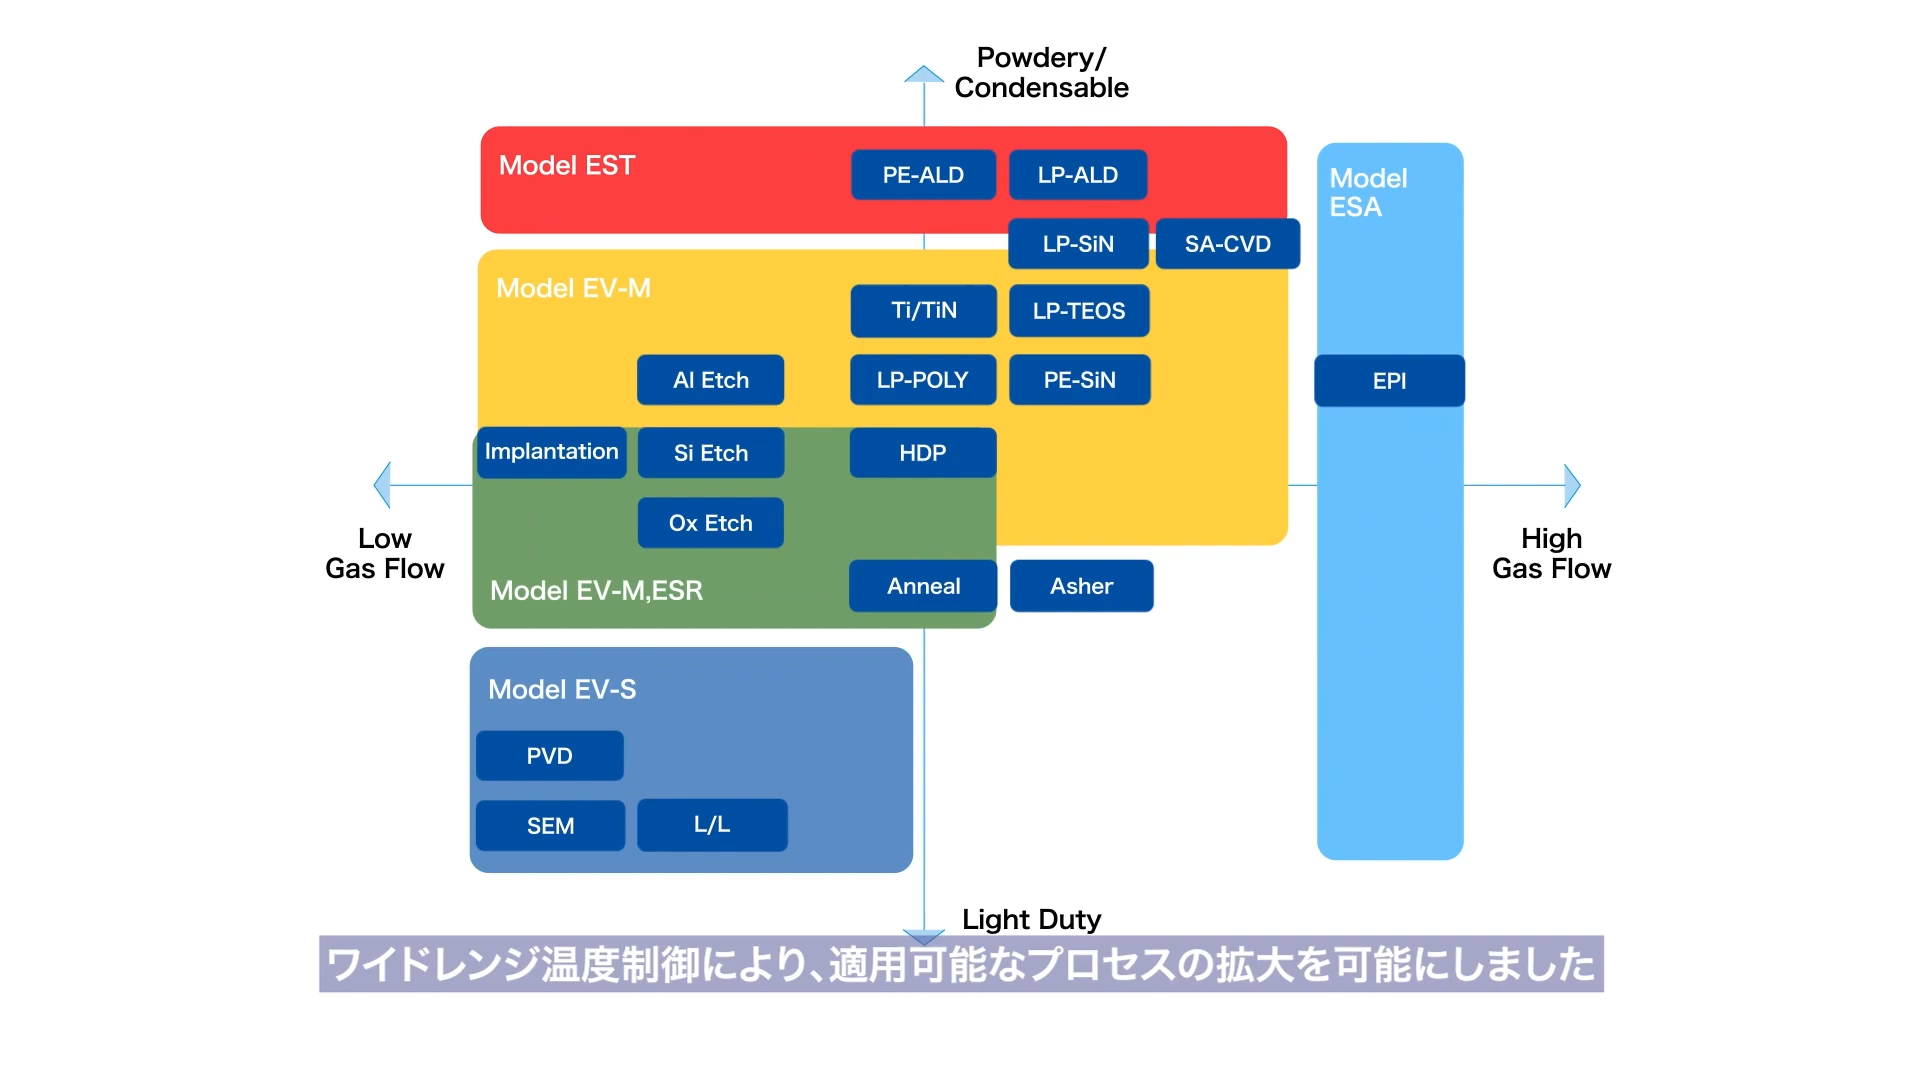 Powdery/
Condensable
Model EST
PE-ALD
LP-ALD
Model
ESA
LP-SiN
SA-CVD
Model EV-M
Ti/TiN
LP-TEOS
Al Etch
LP-POLY
PE-SiN
EPI
Implantation
Si Etch
HDP
Ox Etch
Low
Gas Flow
High
Gas Flow
Model EV-M,ESR
Anneal
Asher
Model EV-S
PVD
SEM
L/L
Light Duty
ワイドレンジ温度制御により、適用可能なプロセスの拡大を可能にしました